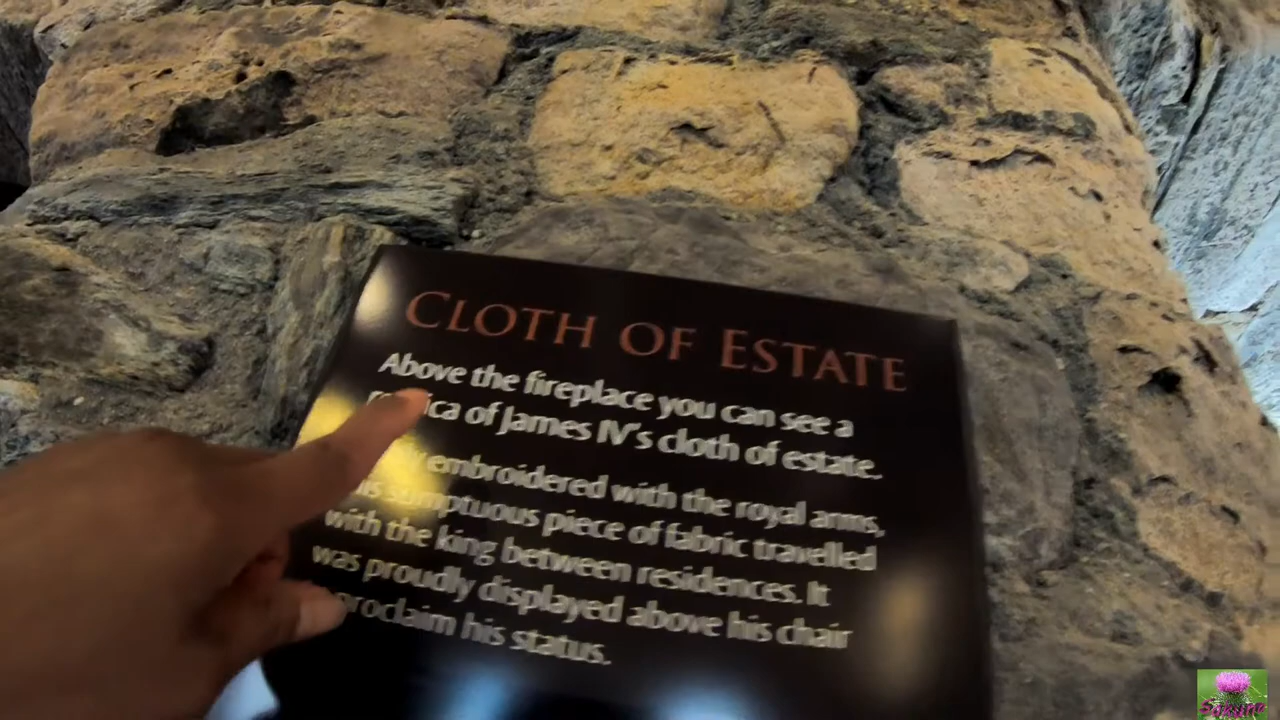 CLOTH OF ESTATE
Above the fireplace you can see a
of James IV's cloth of estate.
embroidered with the royal arms,
sumptuous piece of fabric travelled
with the king between residences. It
was proudly displayed above his chair
proclaim his status.
Sakura